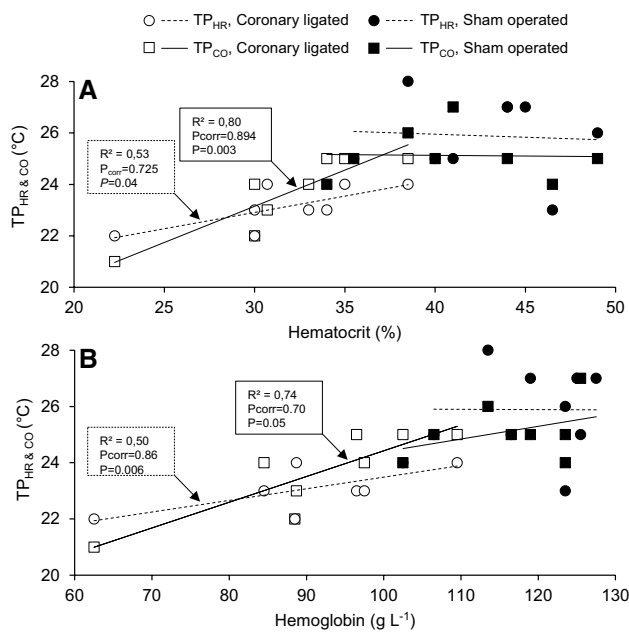 TP_HR, Coronary ligated TP_HR, Sham operated
TP_CO, Coronary ligated TP_CO, Sham operated
A
28
26
24
22
20
TP_HR & CO (°C)
R² = 0,80
Pcorr=0.894
P=0.003
R² = 0,53
P_corr=0.725
P=0.04
20 25 30 35 40 45 50
Hematocrit (%)
B
28
26
24
22
20
TP_HR & CO (°C)
R² = 0,74
Pcorr=0.70
P=0.05
R² = 0,50
Pcorr=0.86
P=0.006
60 70 80 90 100 110 120 130
Hemoglobin (g L⁻¹)